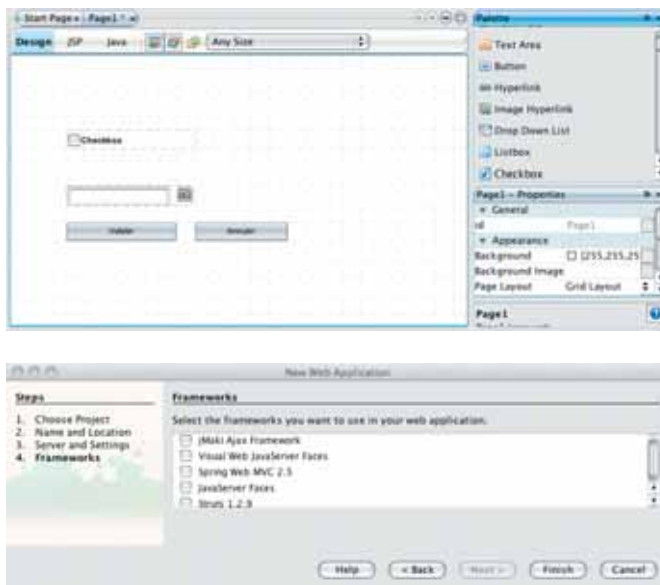 Start Page × Page1 * ×
Design JSP Java Any Size
Checkbox
Valider Annuler
Palette
Text Area
Button
Hyperlink
Image Hyperlink
Drop Down List
Listbox
Checkbox
Page1 - Properties
General
id Page1
Appearance
Background (255,255,25
Background Image
Page Layout Grid Layout
Page1
New Web Application
Steps
1. Choose Project
2. Name and Location
3. Server and Settings
4. Frameworks
Frameworks
Select the frameworks you want to use in your web application.
jMaki Ajax Framework
Visual Web JavaServer Faces
Spring Web MVC 2.5
JavaServer Faces
Struts 1.2.9
Help < Back Next > Finish Cancel